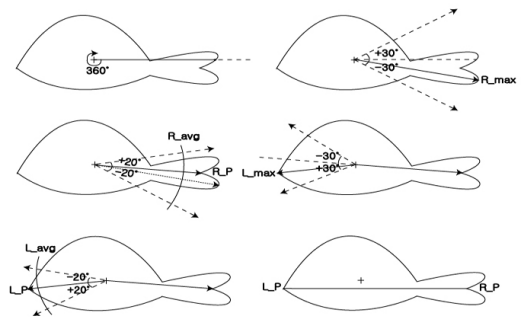 360°
+30°
−30°
R_max
R_avg
+20°
−20°
R_P
−30°
+30°
L_max
L_avg
−20°
+20°
L_P
L_P
R_P